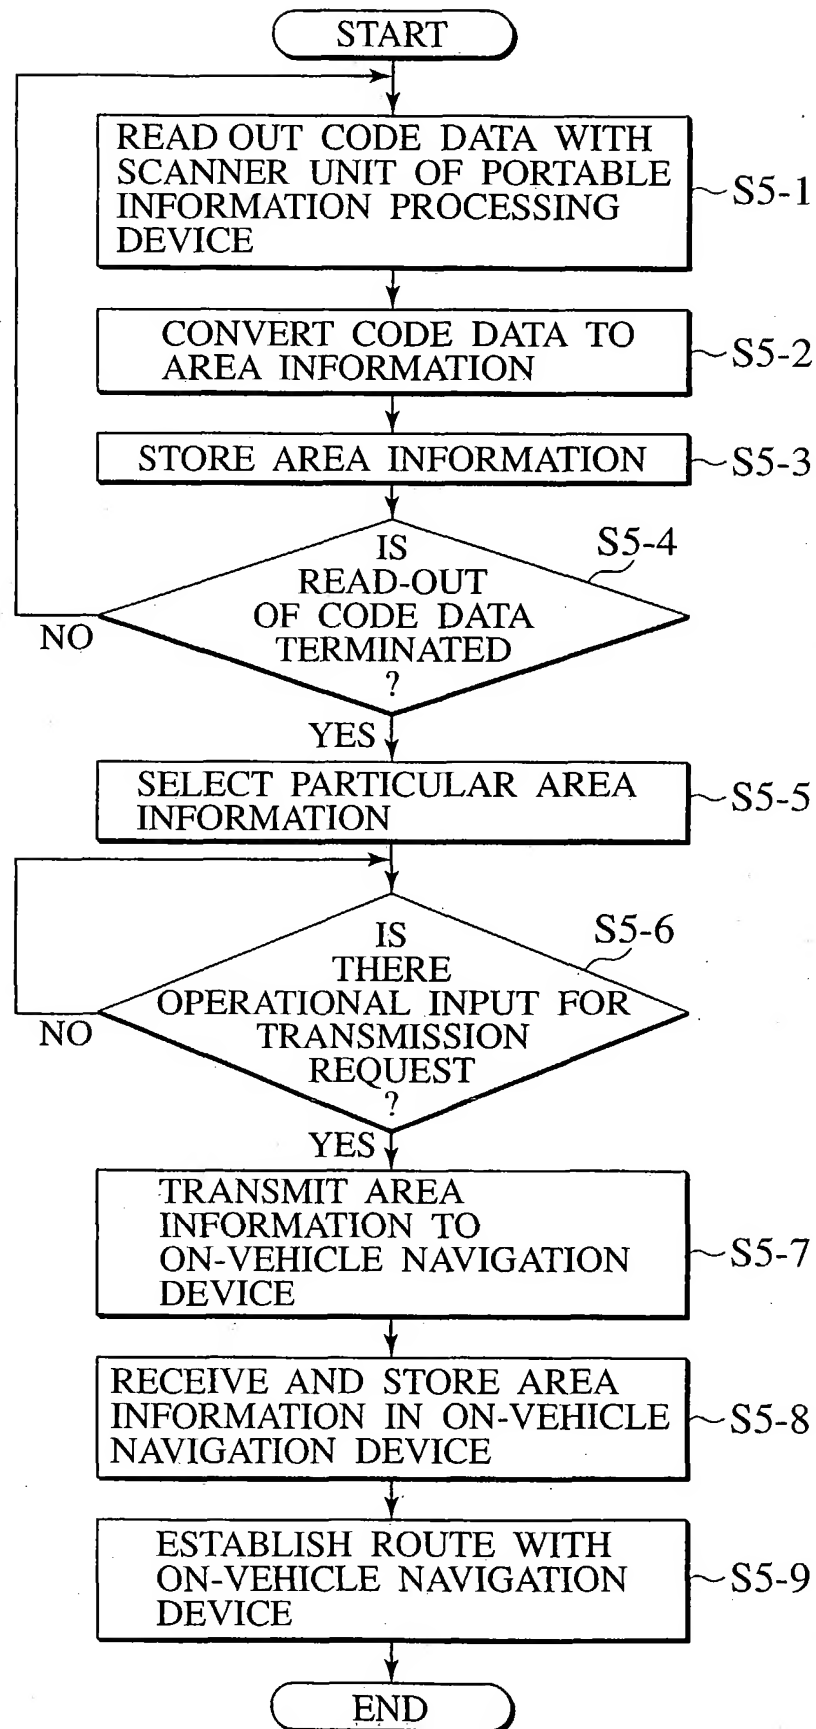 START
READ OUT CODE DATA WITH
SCANNER UNIT OF PORTABLE
INFORMATION PROCESSING
DEVICE
S5-1
CONVERT CODE DATA TO
AREA INFORMATION
S5-2
STORE AREA INFORMATION
S5-3
IS
READ-OUT
OF CODE DATA
TERMINATED
?
S5-4
NO
YES
SELECT PARTICULAR AREA
INFORMATION
S5-5
IS
THERE
OPERATIONAL INPUT FOR
TRANSMISSION
REQUEST
?
S5-6
NO
YES
TRANSMIT AREA
INFORMATION TO
ON-VEHICLE NAVIGATION
DEVICE
S5-7
RECEIVE AND STORE AREA
INFORMATION IN ON-VEHICLE
NAVIGATION DEVICE
S5-8
ESTABLISH ROUTE WITH
ON-VEHICLE NAVIGATION
DEVICE
S5-9
END